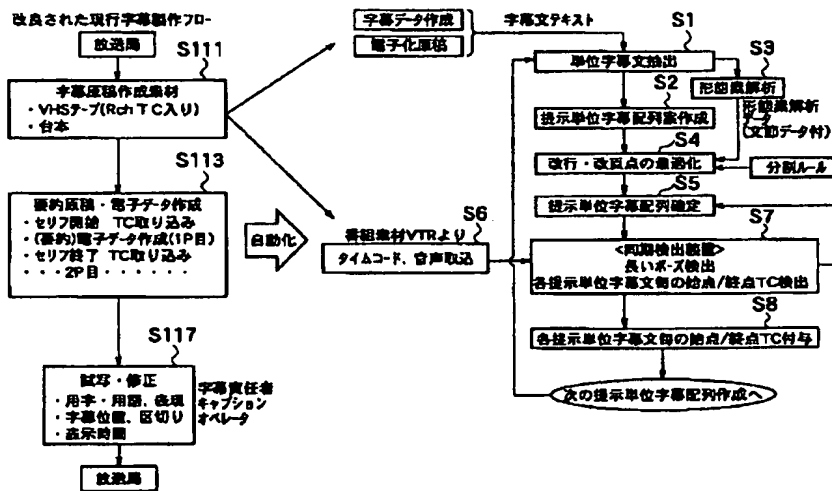 改良された現行字幕製作フロー
放送局
S111
字幕原稿作成素材
・VHSテープ(Rch TC入り)
・台本
S113
要約原稿・電子データ作成
・セリフ開始 TC取り込み
・(要約)電子データ作成(1P目)
・セリフ終了 TC取り込み
・・・2P目・・・・・・
S117
試写・修正
・用字・用語、表現
・字幕位置、区切り
・表示時間
字幕責任者
キャプション
オペレータ
放送局
自動化
字幕データ作成
電子化原稿
字幕文テキスト
S1
単位字幕文抽出
S2
提示単位字幕配列案作成
S3
形態素解析
形態素解析
データ
(文節データ付)
S4
改行・改頁点の最適化
分割ルール
S5
提示単位字幕配列確定
S6
番組素材VTRより
タイムコード、音声取込
S7
<同期検出装置>
長いポーズ検出
各提示単位字幕文句の始点/終点TC検出
S8
各提示単位字幕文句の始点/終点TC付与
次の提示単位字幕配列作成へ